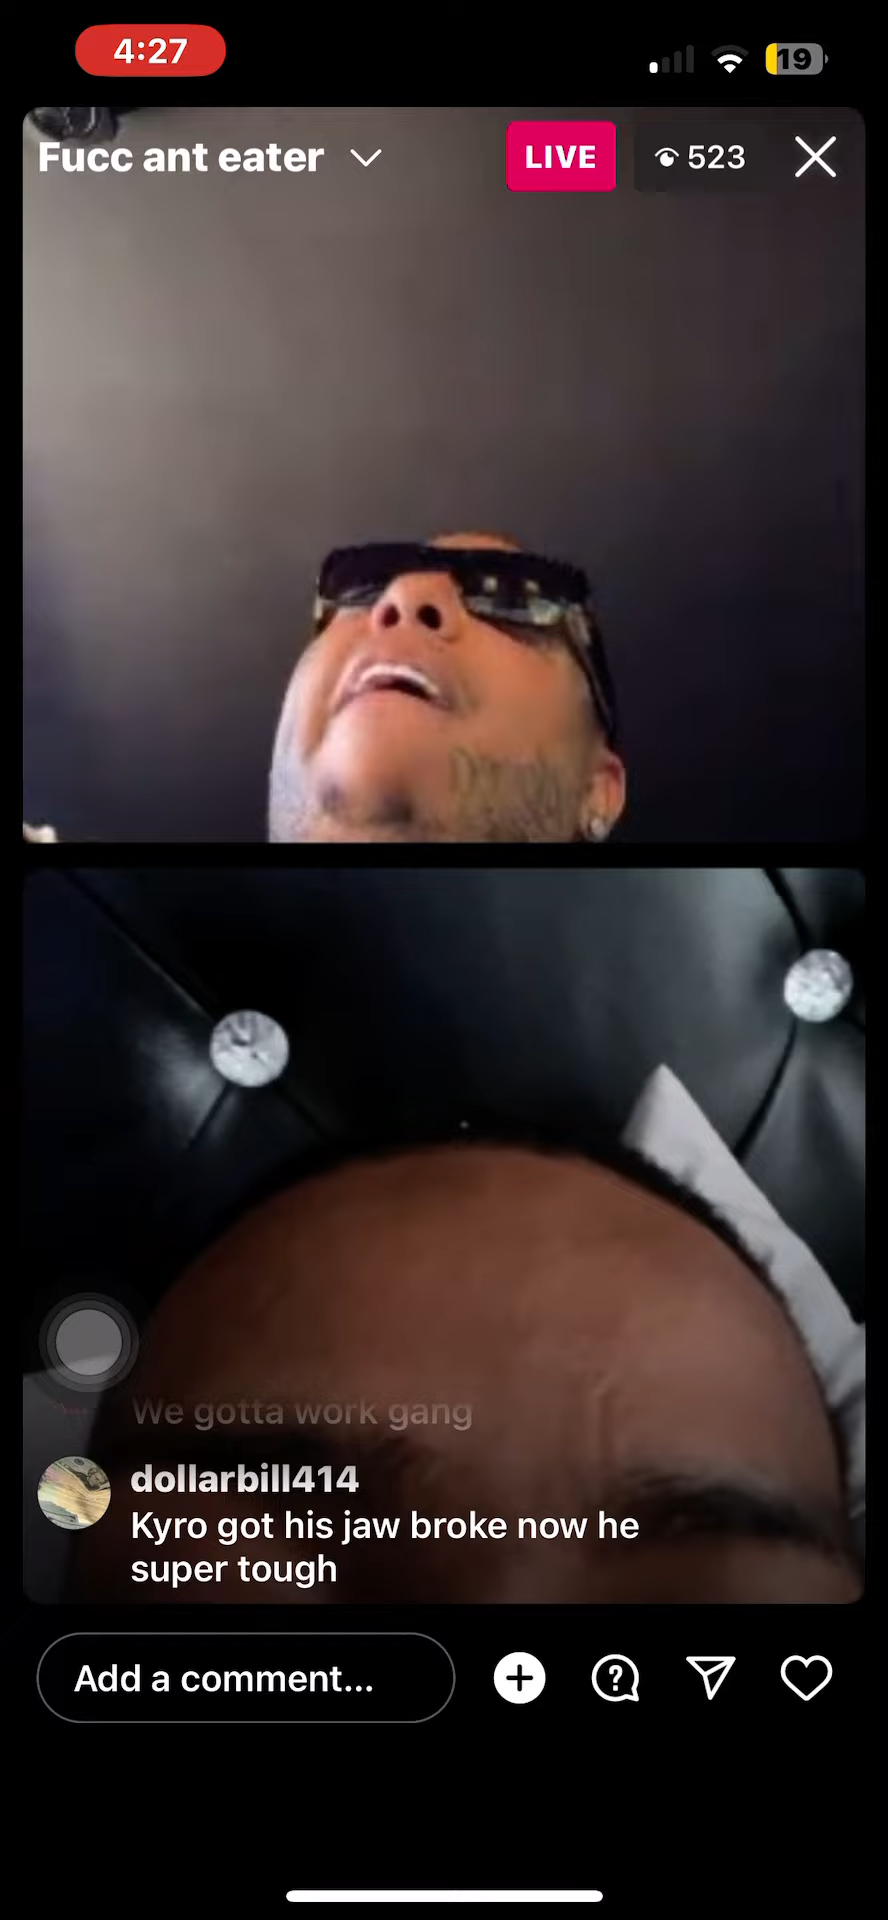 4:27
19
Fucc ant eater
LIVE
523
We gotta work gang
dollarbill414
Kyro got his jaw broke now he
super tough
Add a comment...